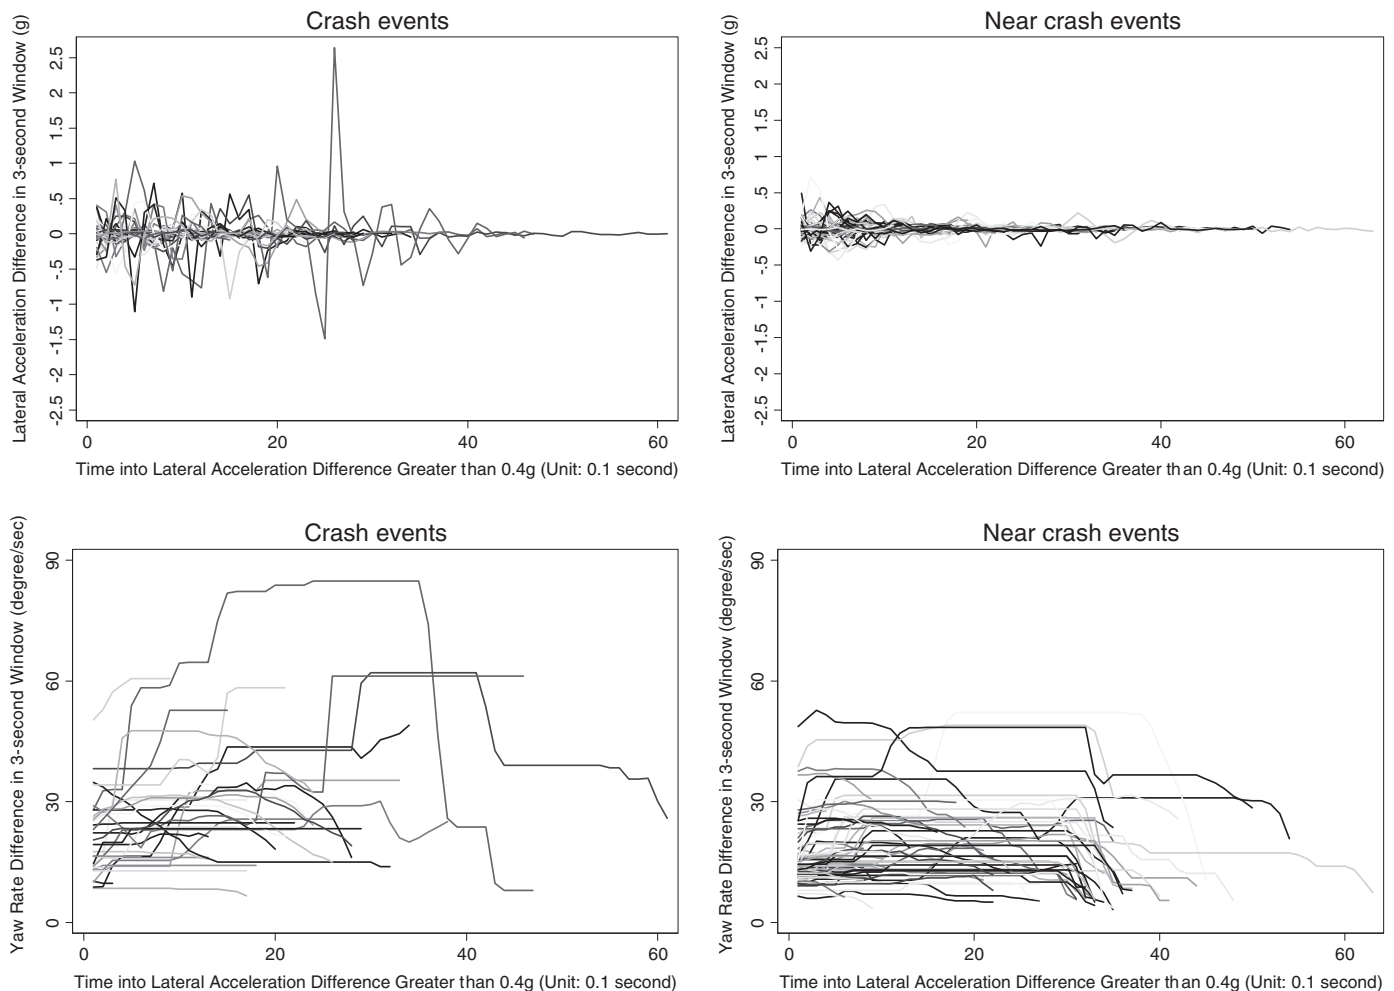 Crash events
Lateral Acceleration Difference in 3-second Window (g)
2.5
2
1.5
1
.5
0
-.5
-1
-1.5
-2
-2.5
0 20 40 60
Time into Lateral Acceleration Difference Greater than 0.4g (Unit: 0.1 second)
Near crash events
Lateral Acceleration Difference in 3-second Window (g)
2.5
2
1.5
1
.5
0
-.5
-1
-1.5
-2
-2.5
0 20 40 60
Time into Lateral Acceleration Difference Greater than 0.4g (Unit: 0.1 second)
Crash events
Yaw Rate Difference in 3-second Window (degree/sec)
90
60
30
0
0 20 40 60
Time into Lateral Acceleration Difference Greater than 0.4g (Unit: 0.1 second)
Near crash events
Yaw Rate Difference in 3-second Window (degree/sec)
90
60
30
0
0 20 40 60
Time into Lateral Acceleration Difference Greater than 0.4g (Unit: 0.1 second)